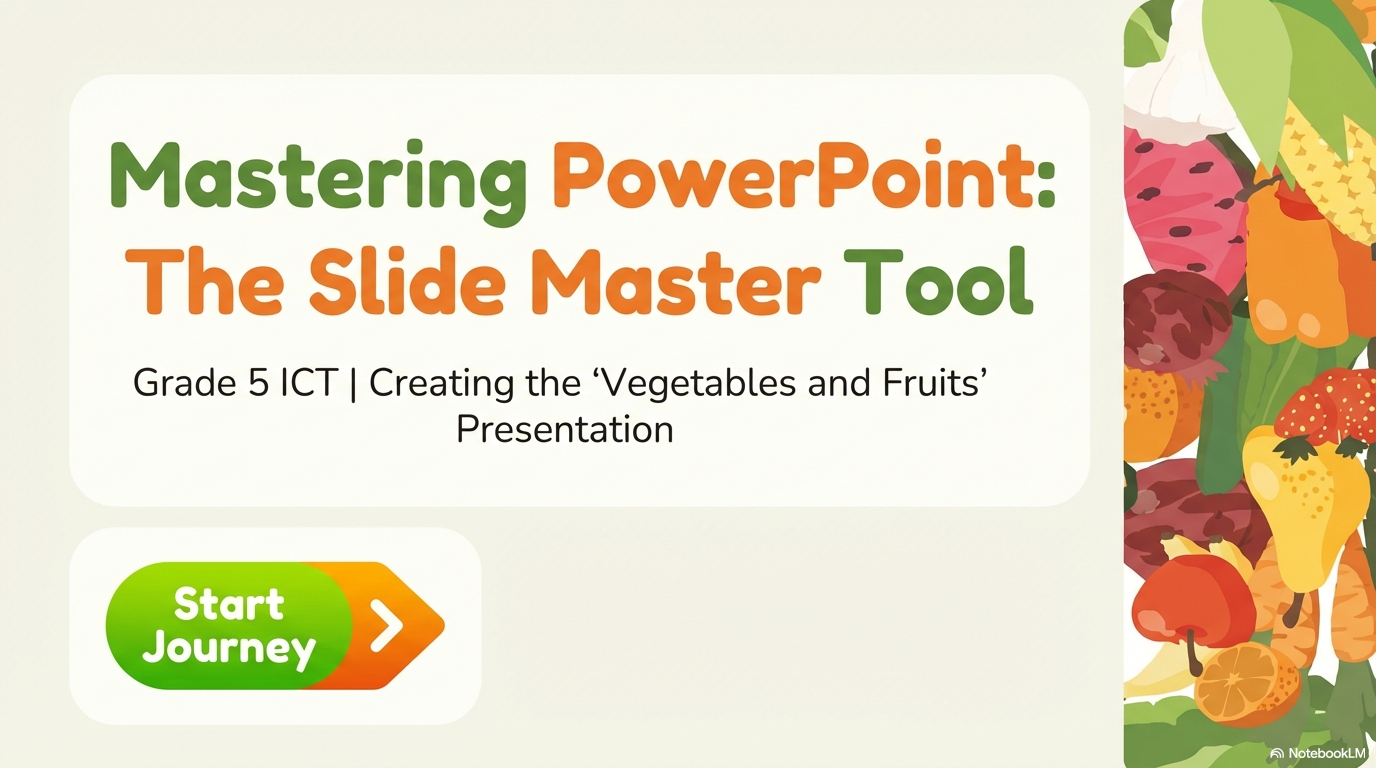 Mastering PowerPoint:
The Slide Master Tool
Grade 5 ICT | Creating the ‘Vegetables and Fruits’
Presentation
Start
Journey
NotebookLM